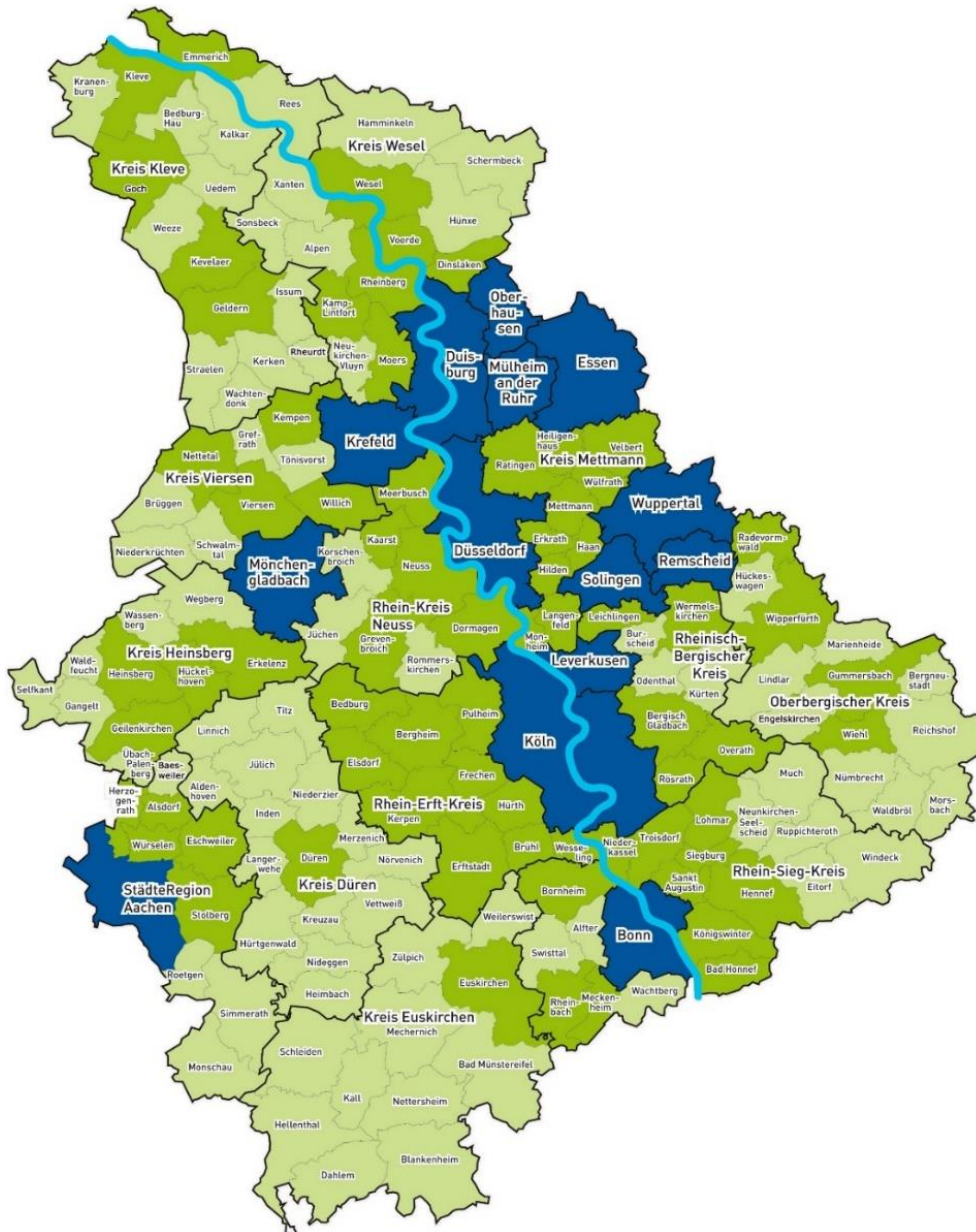 Emmerich
Kleve
Kranen-
burg
Rees
Bedburg-
Hau
Kalkar
Hamminkeln
Kreis Wesel
Schermbeck
Kreis Kleve
Goch
Uedem
Xanten
Wesel
Hünxe
Weeze
Sonsbeck
Alpen
Voerde
Dinslaken
Kevelaer
Rheinberg
Issum
Geldern
Kamp-
Lintfort
Ober-
hau-
sen
Rheurdt
Neu-
kirchen-
Vluyn
Moers
Duis-
burg
Mülheim
an der
Ruhr
Essen
Straelen
Kerken
Wachten-
donk
Kempen
Krefeld
Gref-
rath
Nettetal
Tönisvorst
Kreis Viersen
Heiligen-
haus
Velbert
Kreis Mettmann
Ratingen
Wülfrath
Brüggen
Viersen
Willich
Meerbusch
Mettmann
Wuppertal
Niederkrüchten
Schwalm-
tal
Mönchen-
gladbach
Korschen-
broich
Kaarst
Neuss
Düsseldorf
Erkrath
Haan
Hilden
Solingen
Remscheid
Radevorm-
wald
Hückes-
wagen
Wegberg
Wassen-
berg
Rhein-Kreis
Neuss
Dormagen
Langen-
feld
Leichlingen
Wermels-
kirchen
Wipperfürth
Jüchen
Greven-
broich
Rommers-
kirchen
Mon-
heim
Leverkusen
Bur-
scheid
Rheinisch-
Bergischer
Kreis
Marienheide
Kreis Heinsberg
Wald-
feucht
Heinsberg
Hückel-
hoven
Erkelenz
Selfkant
Gangelt
Odenthal
Kürten
Lindlar
Gummersbach
Bergneu-
stadt
Oberbergischer Kreis
Engelskirchen
Wiehl
Reichshof
Geilenkirchen
Linnich
Titz
Bedburg
Pulheim
Bergheim
Köln
Bergisch
Gladbach
Overath
Übach-
Palen-
berg
Baes-
weiler
Jülich
Elsdorf
Frechen
Rösrath
Much
Nümbrecht
Waldbröl
Mors-
bach
Herzo-
gen-
rath
Alsdorf
Alden-
hoven
Niederzier
Inden
Rhein-Erft-Kreis
Kerpen
Hürth
Würselen
Eschweiler
Merzenich
Langer-
wehe
Düren
Nörvenich
Kreis Düren
Erftstadt
Brühl
Wesse-
ling
Nieder-
kassel
Troisdorf
Lohmar
Neunkirchen-
Seel-
scheid
Ruppichteroth
Siegburg
Rhein-Sieg-Kreis
Windeck
Eitorf
Sankt
Augustin
Hennef
StädteRegion
Aachen
Stolberg
Vettweiß
Kreuzau
Weilerswist
Bornheim
Alfter
Bonn
Königswinter
Hürtgenwald
Nideggen
Zülpich
Swisttal
Bad Honnef
Roetgen
Heimbach
Euskirchen
Rhein-
bach
Mecken-
heim
Wachtberg
Simmerath
Kreis Euskirchen
Mechernich
Monschau
Schleiden
Bad Münstereifel
Kall
Nettersheim
Hellenthal
Blankenheim
Dahlem